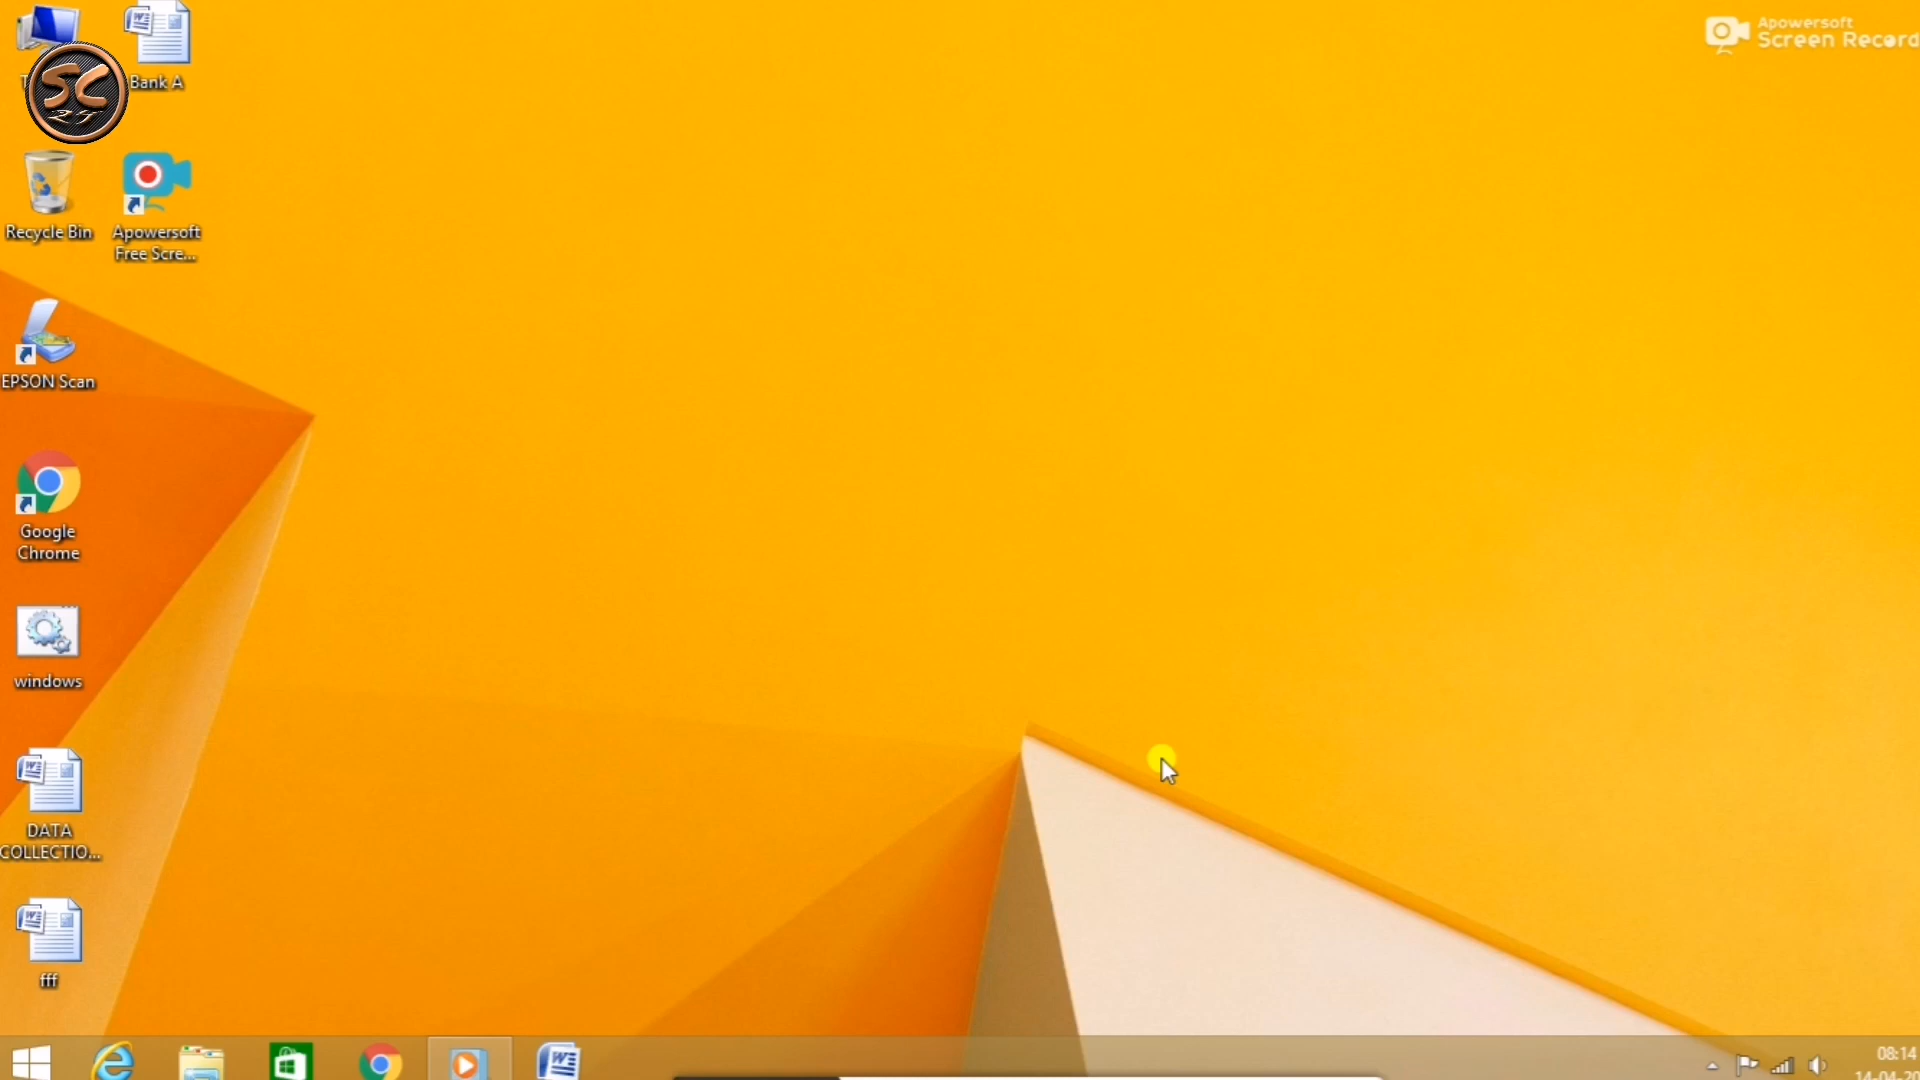 Apowersoft
Screen Record
Bank A
SC
Recycle Bin
Apowersoft
Free Scre...
EPSON Scan
Google
Chrome
windows
DATA
COLLECTIO...
fff
08:14
14-04-20